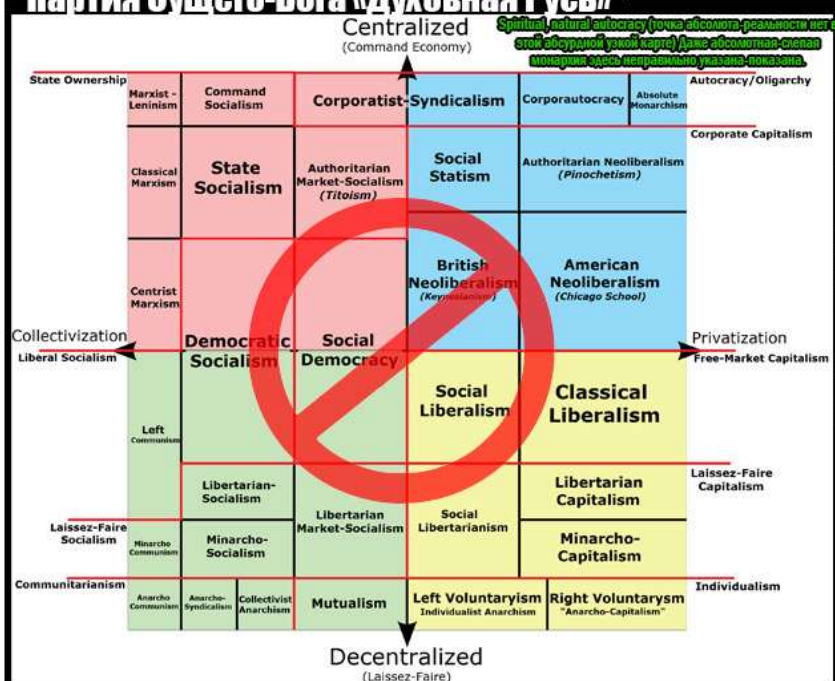 партия Сущего-Бога «Духовная Русь»
Spiritual, natural autocracy (точка абсолюта-реальности нет в
этой абсурдной узкой карте) Даже абсолютная-слепая
монархия здесь неправильно указана-показана.
Centralized
(Command Economy)
State Ownership
Autocracy/Oligarchy
Marxist -
Leninism
Command
Socialism
Corporatist-Syndicalism
Corporautocracy
Absolute
Monarchism
Corporate Capitalism
Classical
Marxism
State
Socialism
Authoritarian
Market-Socialism
(Titoism)
Social
Statism
Authoritarian Neoliberalism
(Pinochetism)
Centrist
Marxism
British
Neoliberalism
(Keynesianism)
American
Neoliberalism
(Chicago School)
Collectivization
Privatization
Liberal Socialism
Free-Market Capitalism
Democratic
Socialism
Social
Democracy
Left
Communism
Social
Liberalism
Classical
Liberalism
Laissez-Faire
Capitalism
Libertarian-
Socialism
Libertarian
Market-Socialism
Social
Libertarianism
Libertarian
Capitalism
Laissez-Faire
Socialism
Minarcho
Communism
Minarcho-
Socialism
Minarcho-
Capitalism
Communitarianism
Individualism
Anarcho
Communism
Anarcho-
Syndicalism
Collectivist
Anarchism
Mutualism
Left Voluntaryism
Individualist Anarchism
Right Voluntarysm
"Anarcho-Capitalism"
Decentralized
(Laissez-Faire)